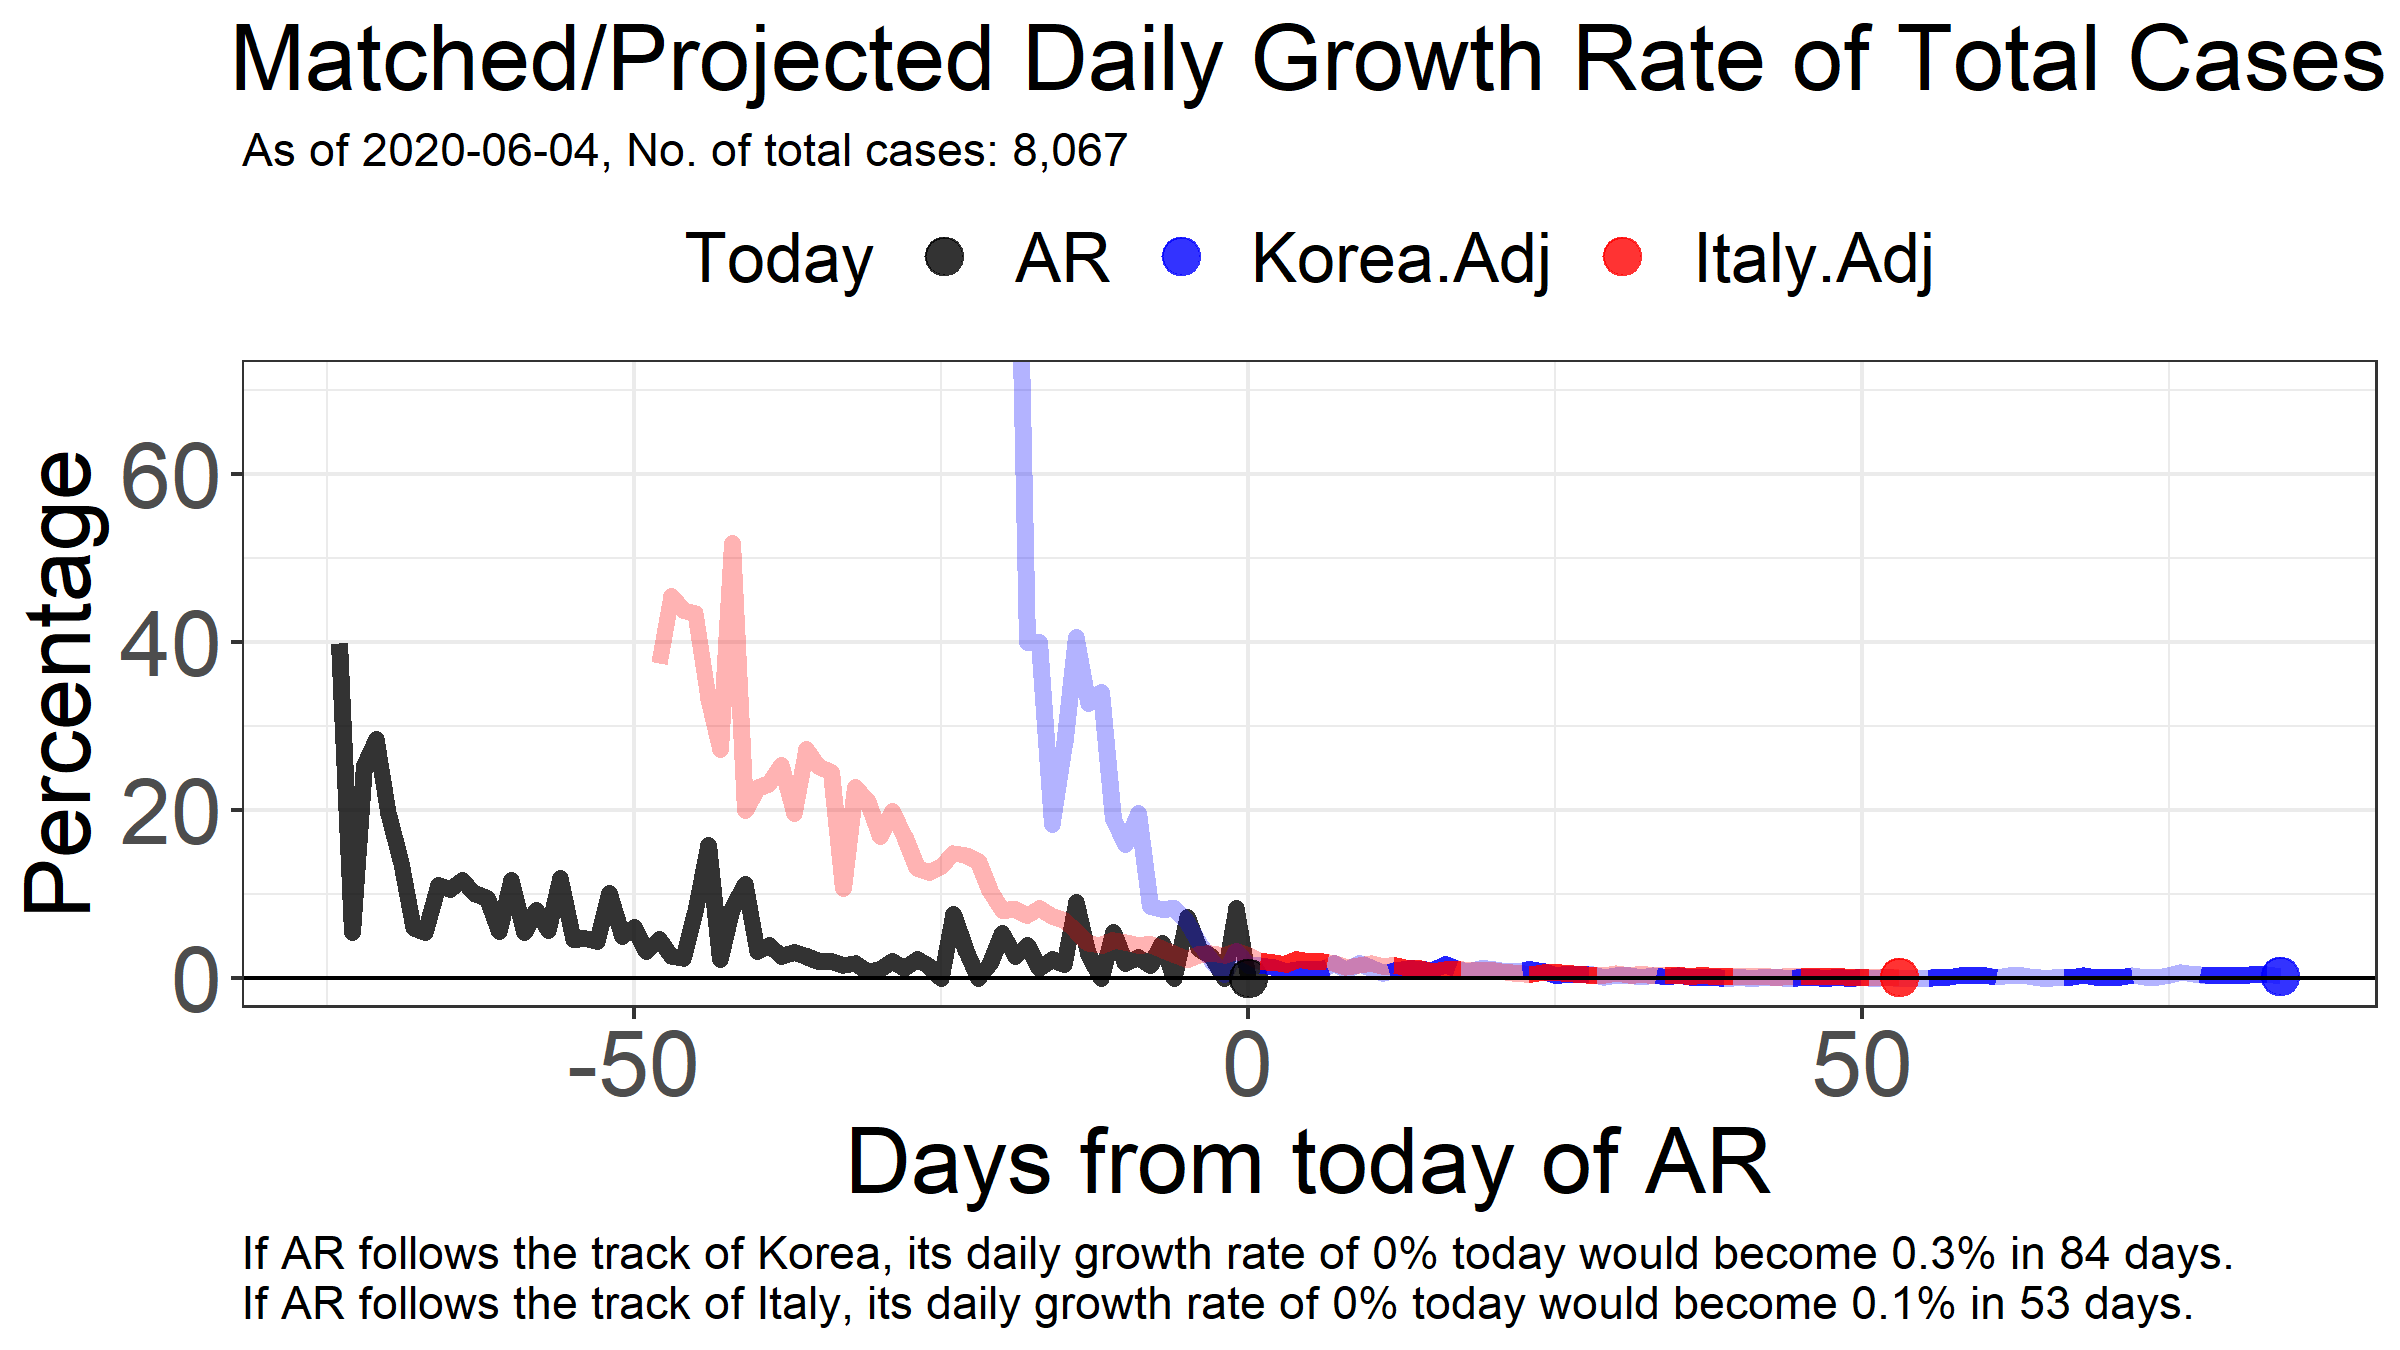 Matched/Projected Daily Growth Rate of Total Cases
As of 2020-06-04, No. of total cases: 8,067
Today AR Korea.Adj Italy.Adj
Percentage
60
40
20
0
-50 0 50
Days from today of AR
If AR follows the track of Korea, its daily growth rate of 0% today would become 0.3% in 84 days.
If AR follows the track of Italy, its daily growth rate of 0% today would become 0.1% in 53 days.